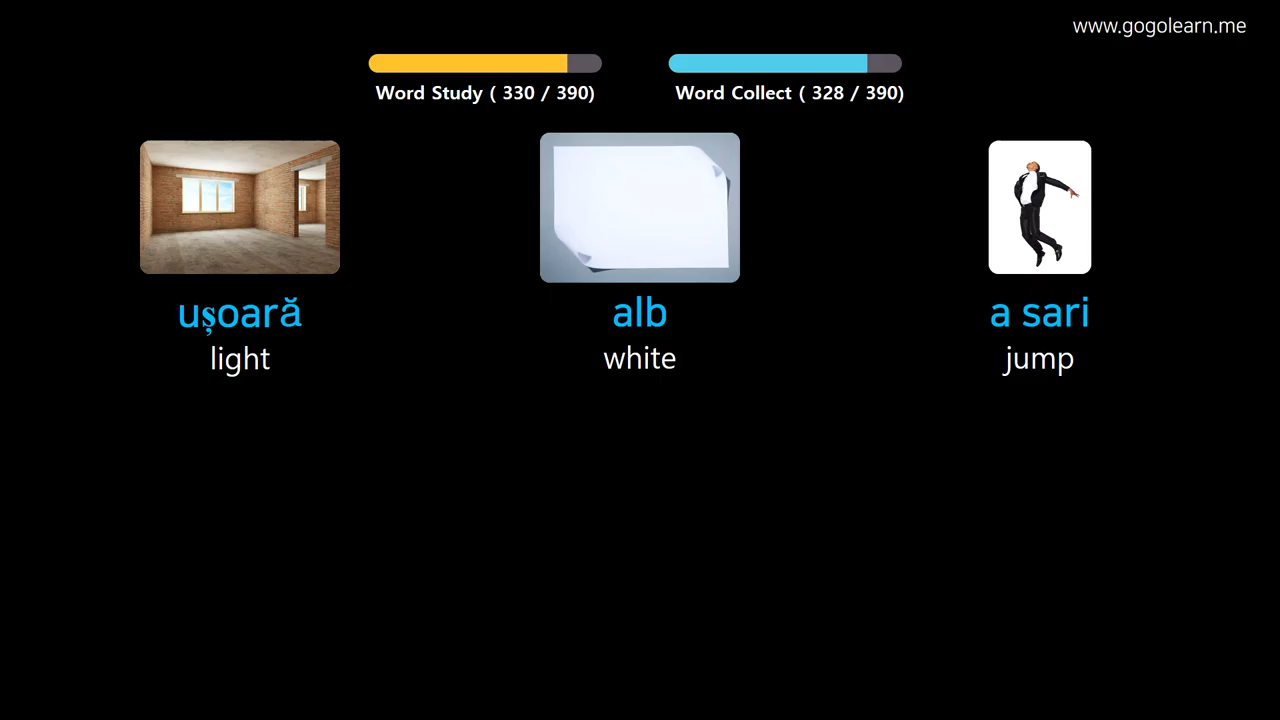 www.gogolearn.me
Word Study ( 330 / 390)
Word Collect ( 328 / 390)
ușoară
alb
a sari
light
white
jump